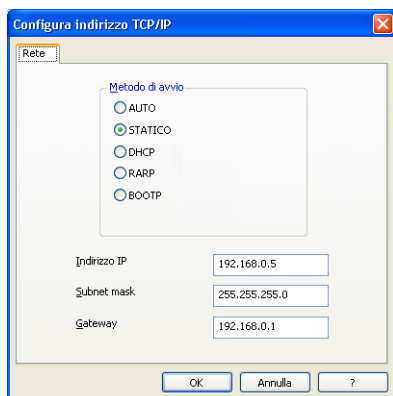 Configura indirizzo TCP/IP
Rete
Metodo di avvio
AUTO
STATICO
DHCP
RARP
BOOTP
Indirizzo IP 192.168.0.5
Subnet mask 255.255.255.0
Gateway 192.168.0.1
OK Annulla ?